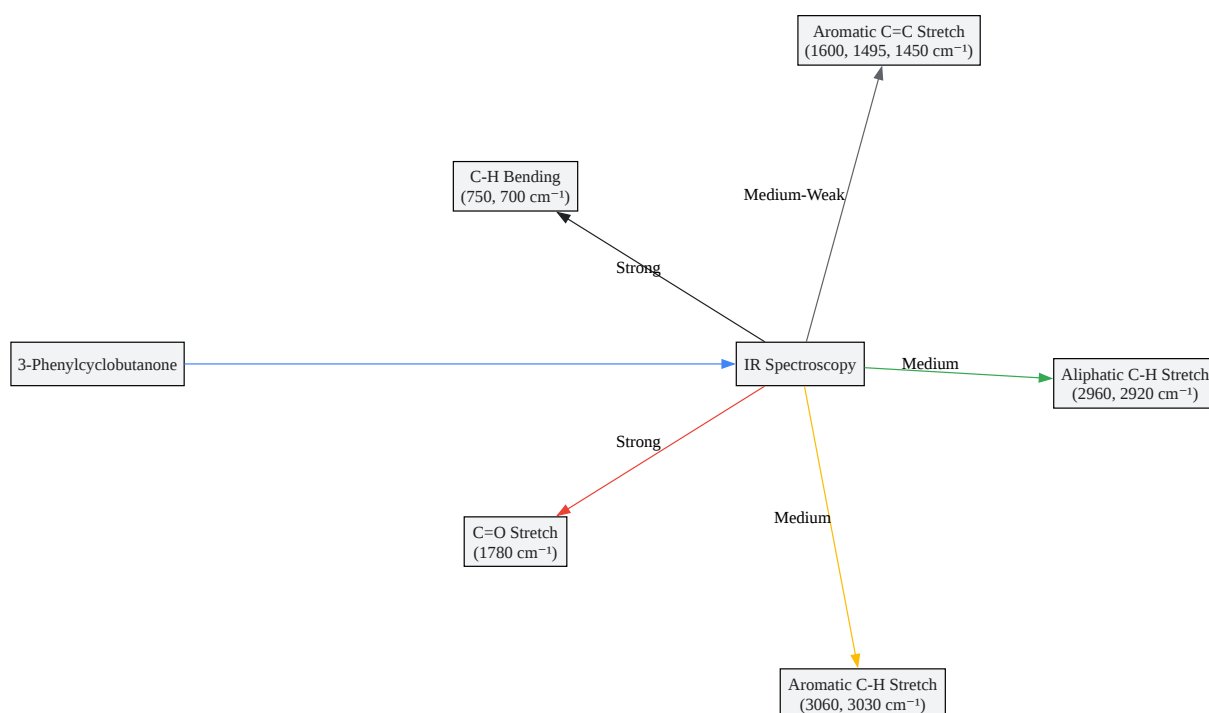 Aromatic C=C Stretch
(1600, 1495, 1450 cm⁻¹)
C-H Bending
(750, 700 cm⁻¹)
Medium-Weak
Strong
3-Phenylcyclobutanone
IR Spectroscopy
Medium
Aliphatic C-H Stretch
(2960, 2920 cm⁻¹)
Strong
C=O Stretch
(1780 cm⁻¹)
Medium
Aromatic C-H Stretch
(3060, 3030 cm⁻¹)